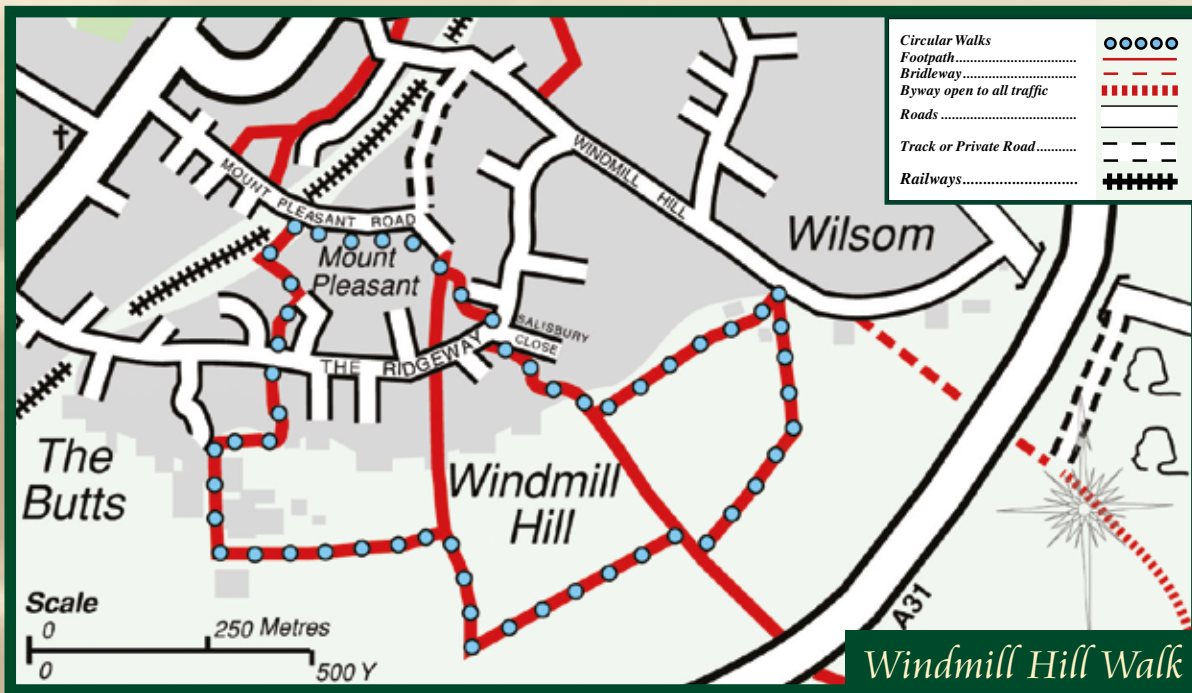 Circular Walks
Footpath
Bridleway
Byway open to all traffic
Roads
Track or Private Road
Railways
WINDMILL HILL
MOUNT PLEASANT ROAD
Wilsom
Mount
Pleasant
SALISBURY
CLOSE
THE RIDGEWAY
The
Butts
Windmill
Hill
A31
Scale
0
250 Metres
0
500 Y
Windmill Hill Walk